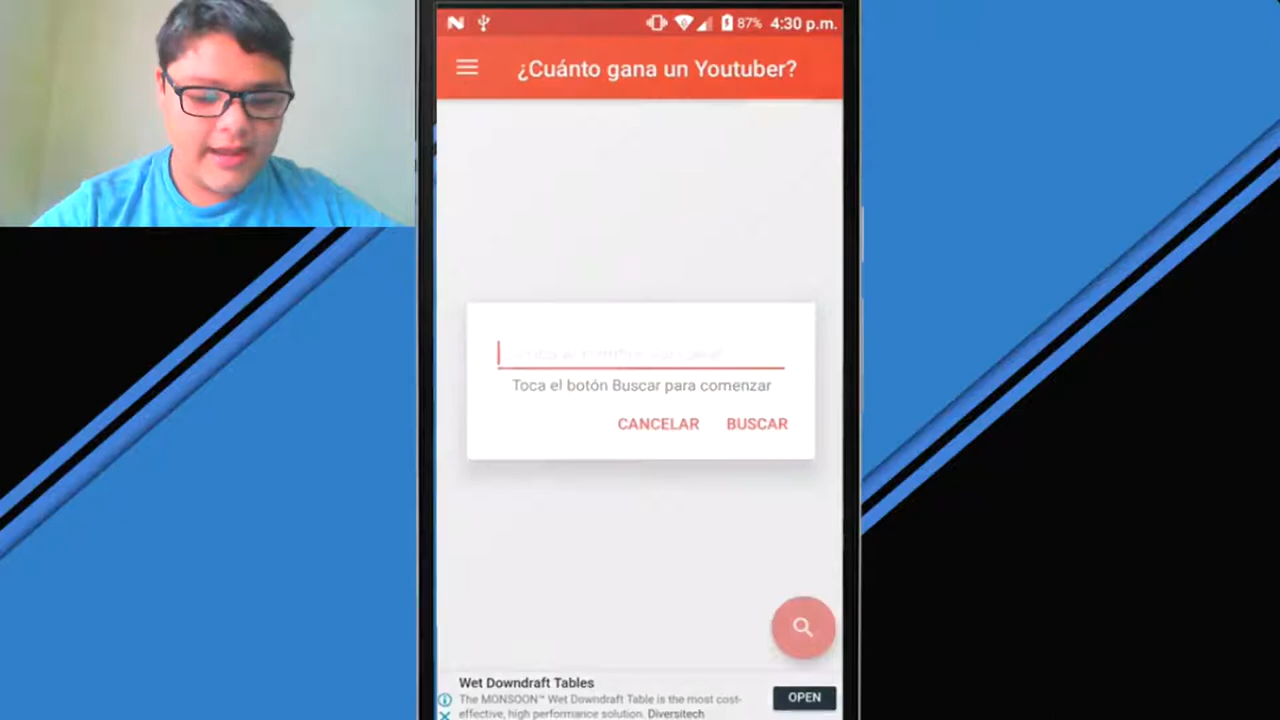 87% 4:30 p.m.
¿Cuánto gana un Youtuber?
Toca el botón Buscar para comenzar
CANCELAR BUSCAR
Wet Downdraft Tables
The MONSOON™ Wet Downdraft Table is the most cost-
effective, high performance solution. Diversitech
OPEN